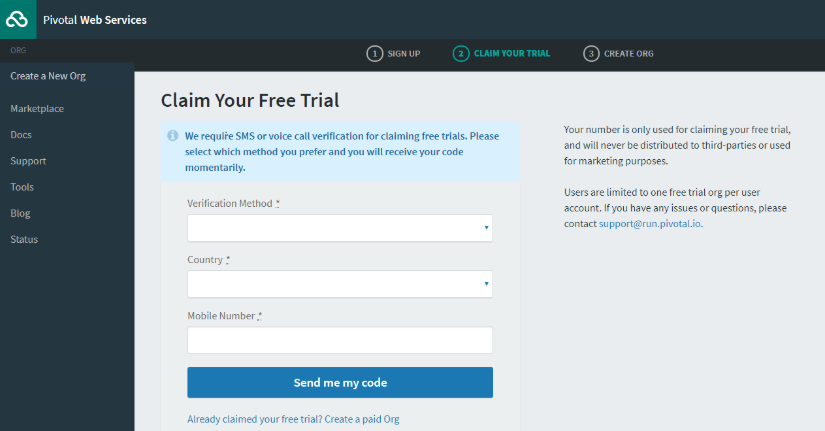 Pivotal Web Services
ORG
1 SIGN UP
2 CLAIM YOUR TRIAL
3 CREATE ORG
Create a New Org
Marketplace
Docs
Support
Tools
Blog
Status
Claim Your Free Trial
We require SMS or voice call verification for claiming free trials. Please
select which method you prefer and you will receive your code
momentarily.
Verification Method *
Country *
Mobile Number *
Send me my code
Already claimed your free trial? Create a paid Org
Your number is only used for claiming your free trial,
and will never be distributed to third-parties or used
for marketing purposes.
Users are limited to one free trial org per user
account. If you have any issues or questions, please
contact support@run.pivotal.io.